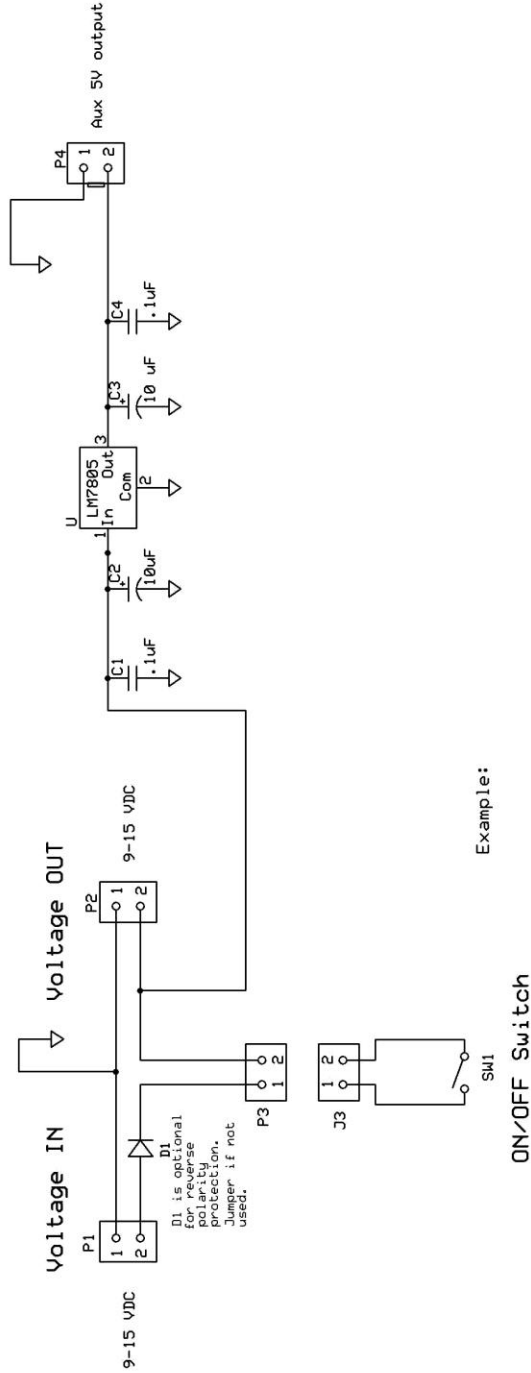 Voltage IN
Voltage OUT
P1
1
2
9-15 VDC
D1
D1 is optional
for reverse
polarity
protection.
Jumper if not
used.
P2
1
2
9-15 VDC
P3
1 2
J3
1 2
SW1
ON/OFF Switch
Example:
C1
.1uF
C2
+
10uF
U
LM7805
1 In
Out 3
Com
2
C3
+
10 uF
C4
.1uF
P4
1
2
Aux 5V output